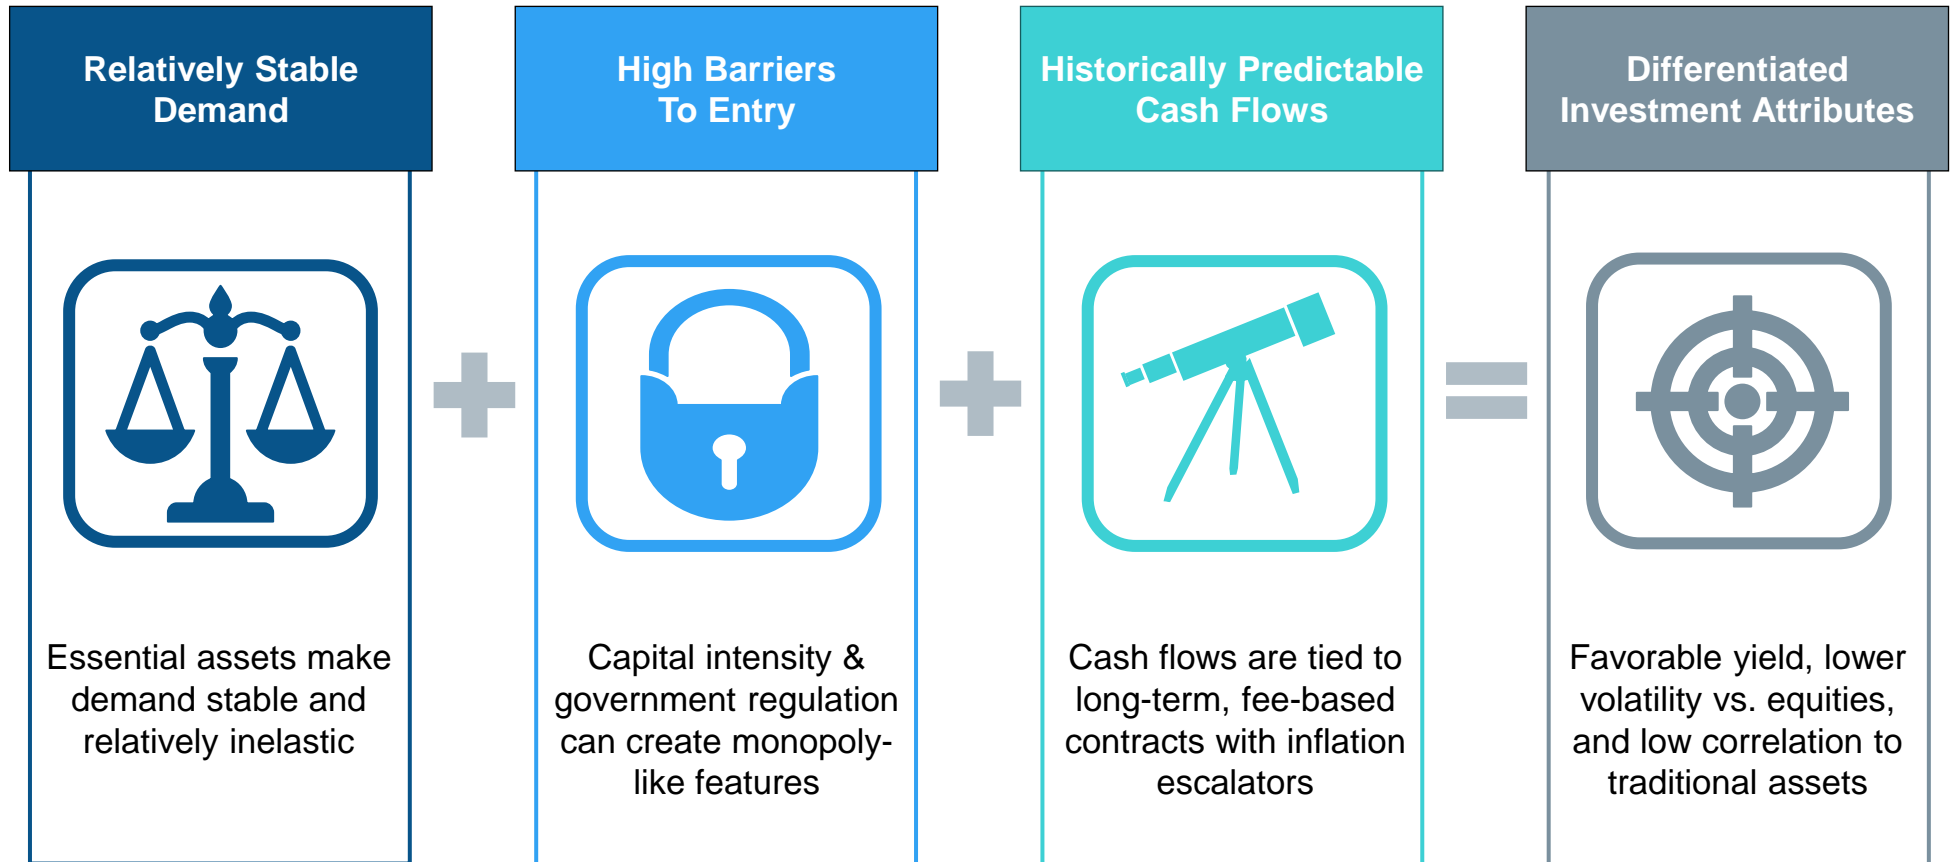 Relatively Stable
Demand
Essential assets make
demand stable and
relatively inelastic
High Barriers
To Entry
Capital intensity &
government regulation
can create monopoly-
like features
Historically Predictable
Cash Flows
Cash flows are tied to
long-term, fee-based
contracts with inflation
escalators
Differentiated
Investment Attributes
Favorable yield, lower
volatility vs. equities,
and low correlation to
traditional assets